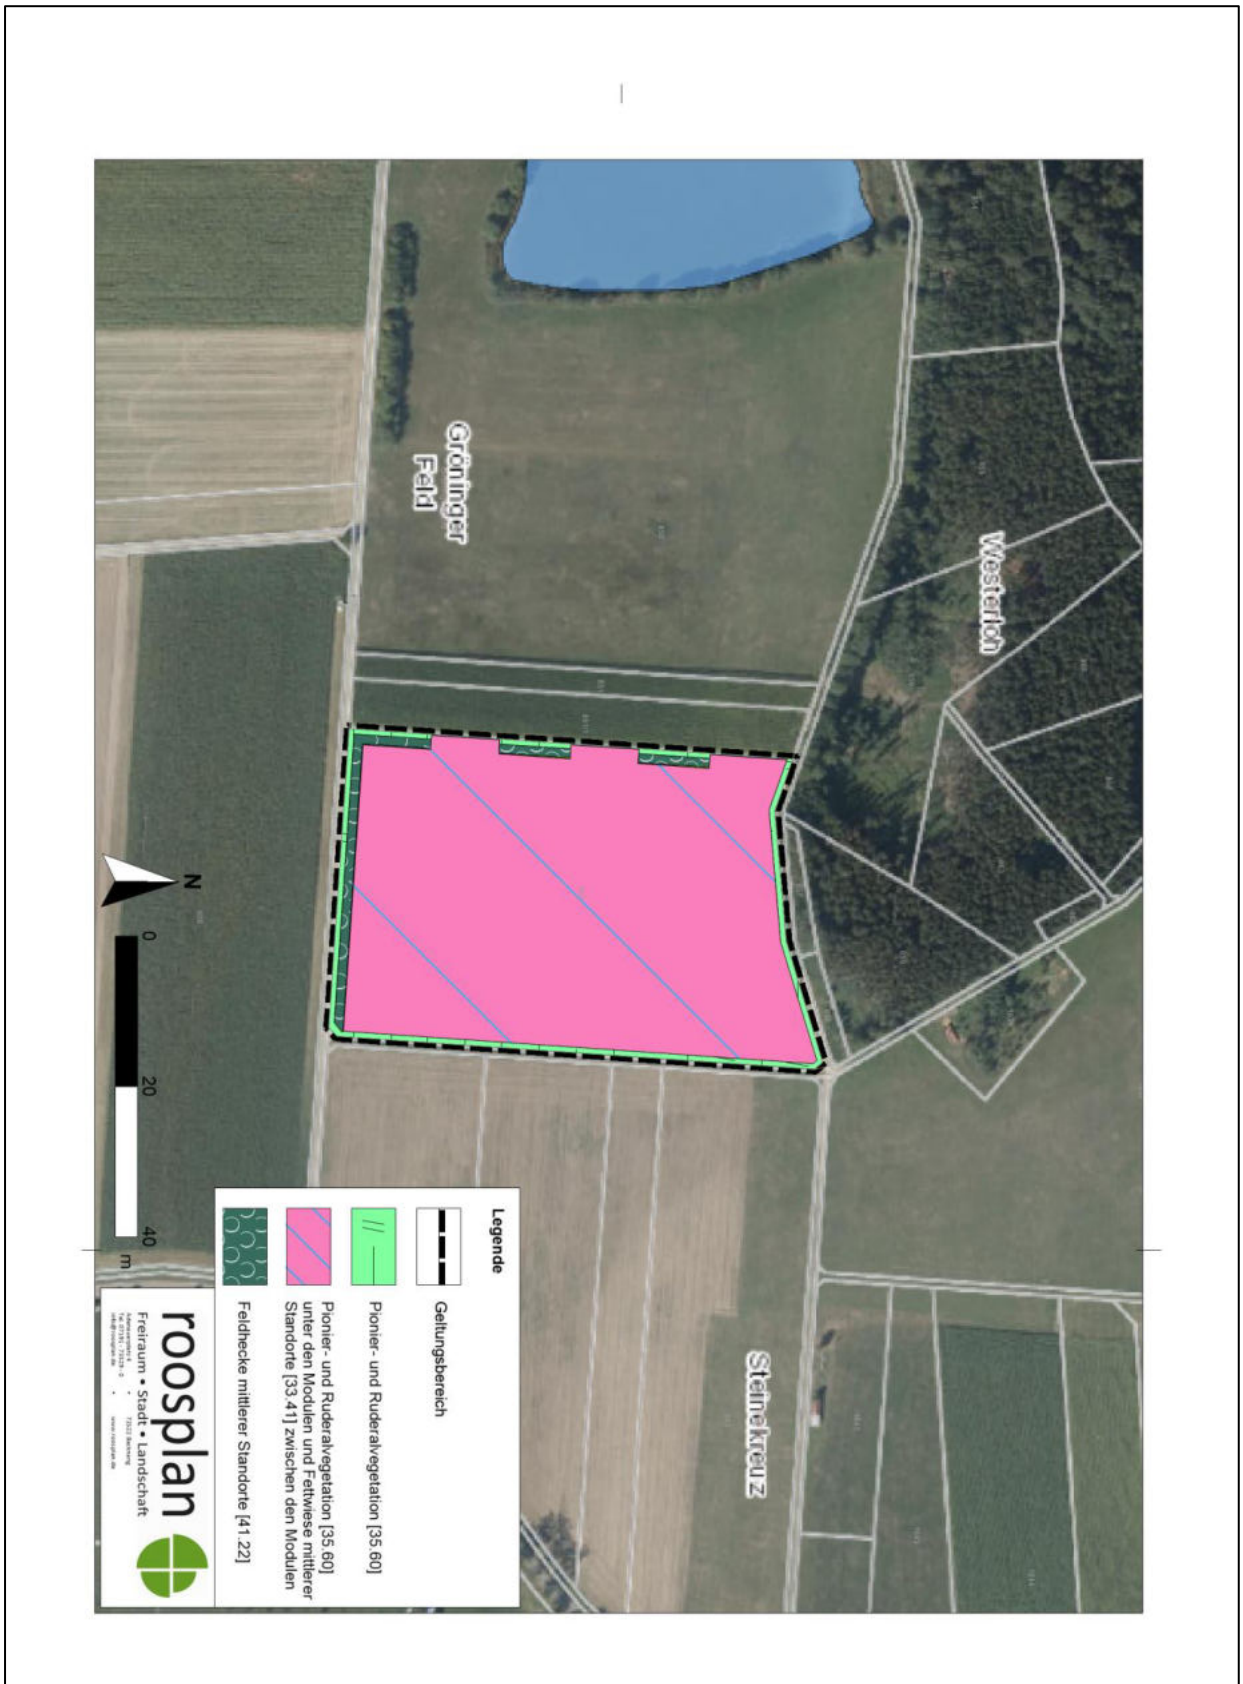 Westerloh
Gröninger
Feld
Steinekreuz
N
0
20
40
m
Legende
Geltungsbereich
Pionier- und Ruderalvegetation [35.60]
Pionier- und Ruderalvegetation [35.60]
unter den Modulen und Fettwiese mittlerer
Standorte [33.41] zwischen den Modulen
Feldhecke mittlerer Standorte [41.22]
roosplan
Freiraum • Stadt • Landschaft